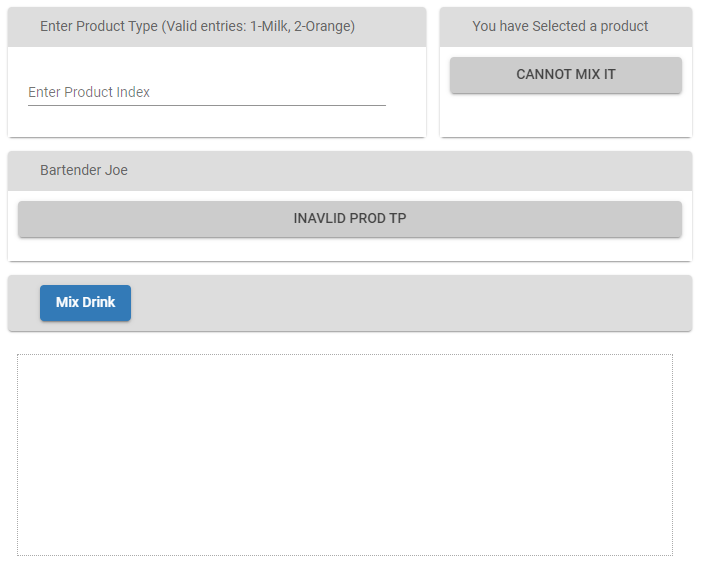 Enter Product Type (Valid entries: 1-Milk, 2-Orange)
You have Selected a product
Enter Product Index
CANNOT MIX IT
Bartender Joe
INAVLID PROD TP
Mix Drink